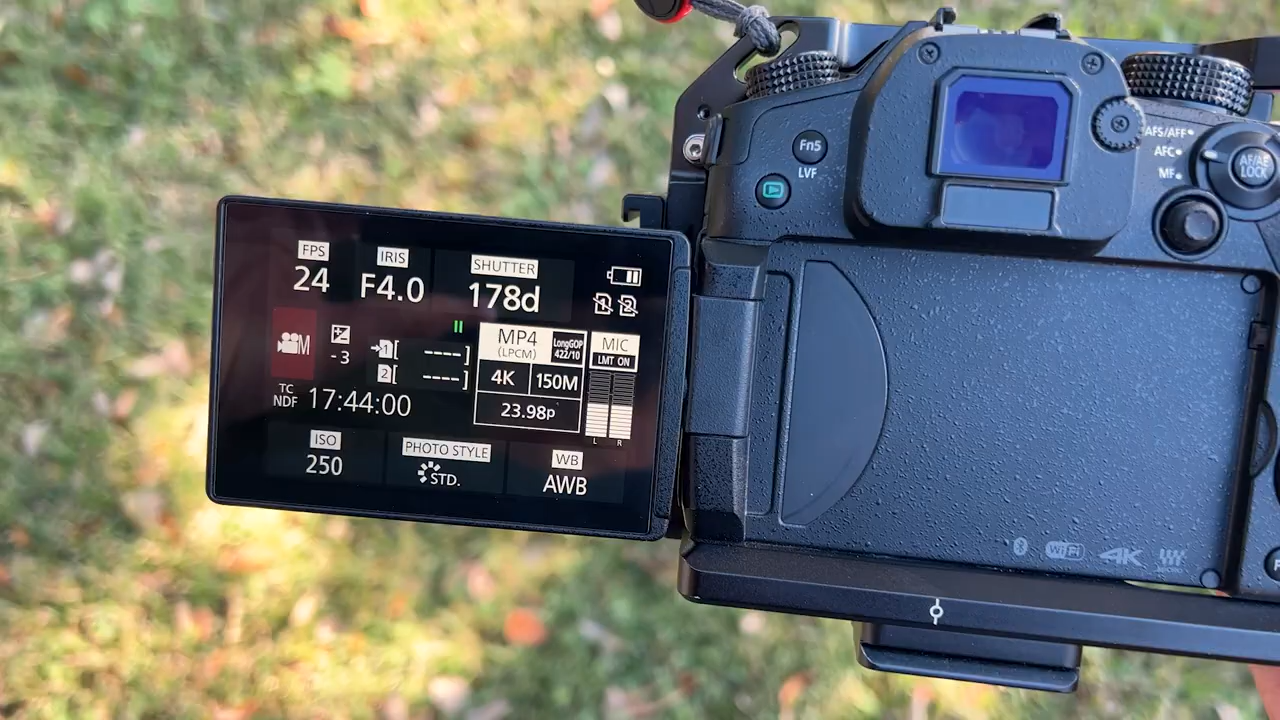 Fn5
LVF
AFS/AFF
AFC
MF
AF/AE
LOCK
FPS
24
IRIS
F4.0
SHUTTER
178d
1 2
M
-3
1[ ----]
2[ ----]
MP4
(LPCM)
LongGOP
422/10
4K
150M
23.98p
MIC
LMT ON
L R
TC
NDF
17:44:00
ISO
250
PHOTO STYLE
STD.
WB
AWB
WiFi
4K